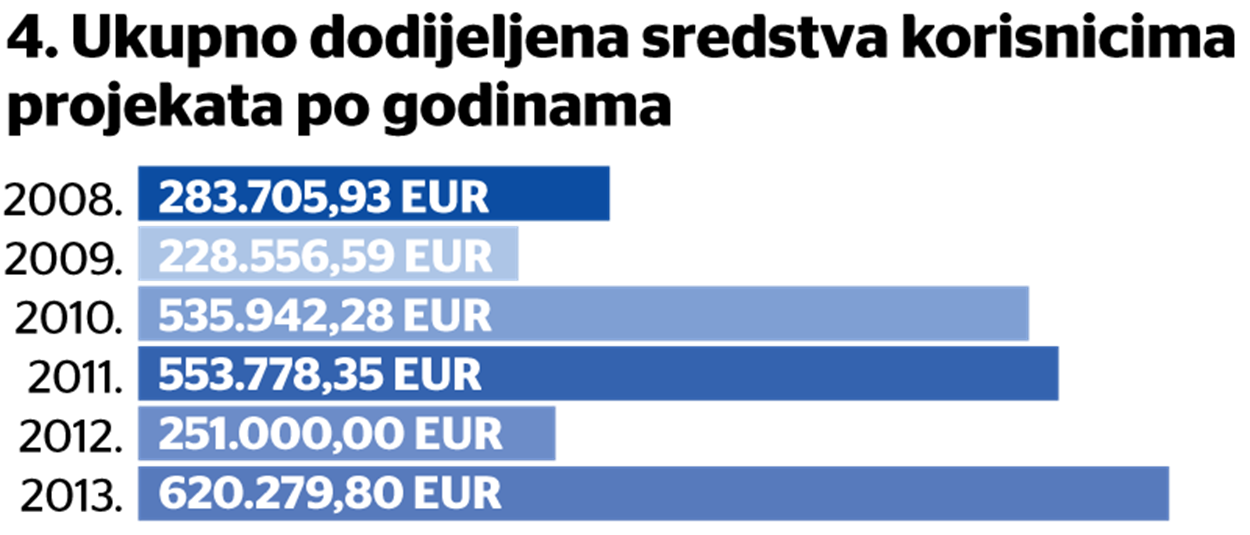 4. Ukupno dodijeljena sredstva korisnicima
projekata po godinama
2008. 283.705,93 EUR
2009. 228.556,59 EUR
2010. 535.942,28 EUR
2011. 553.778,35 EUR
2012. 251.000,00 EUR
2013. 620.279,80 EUR